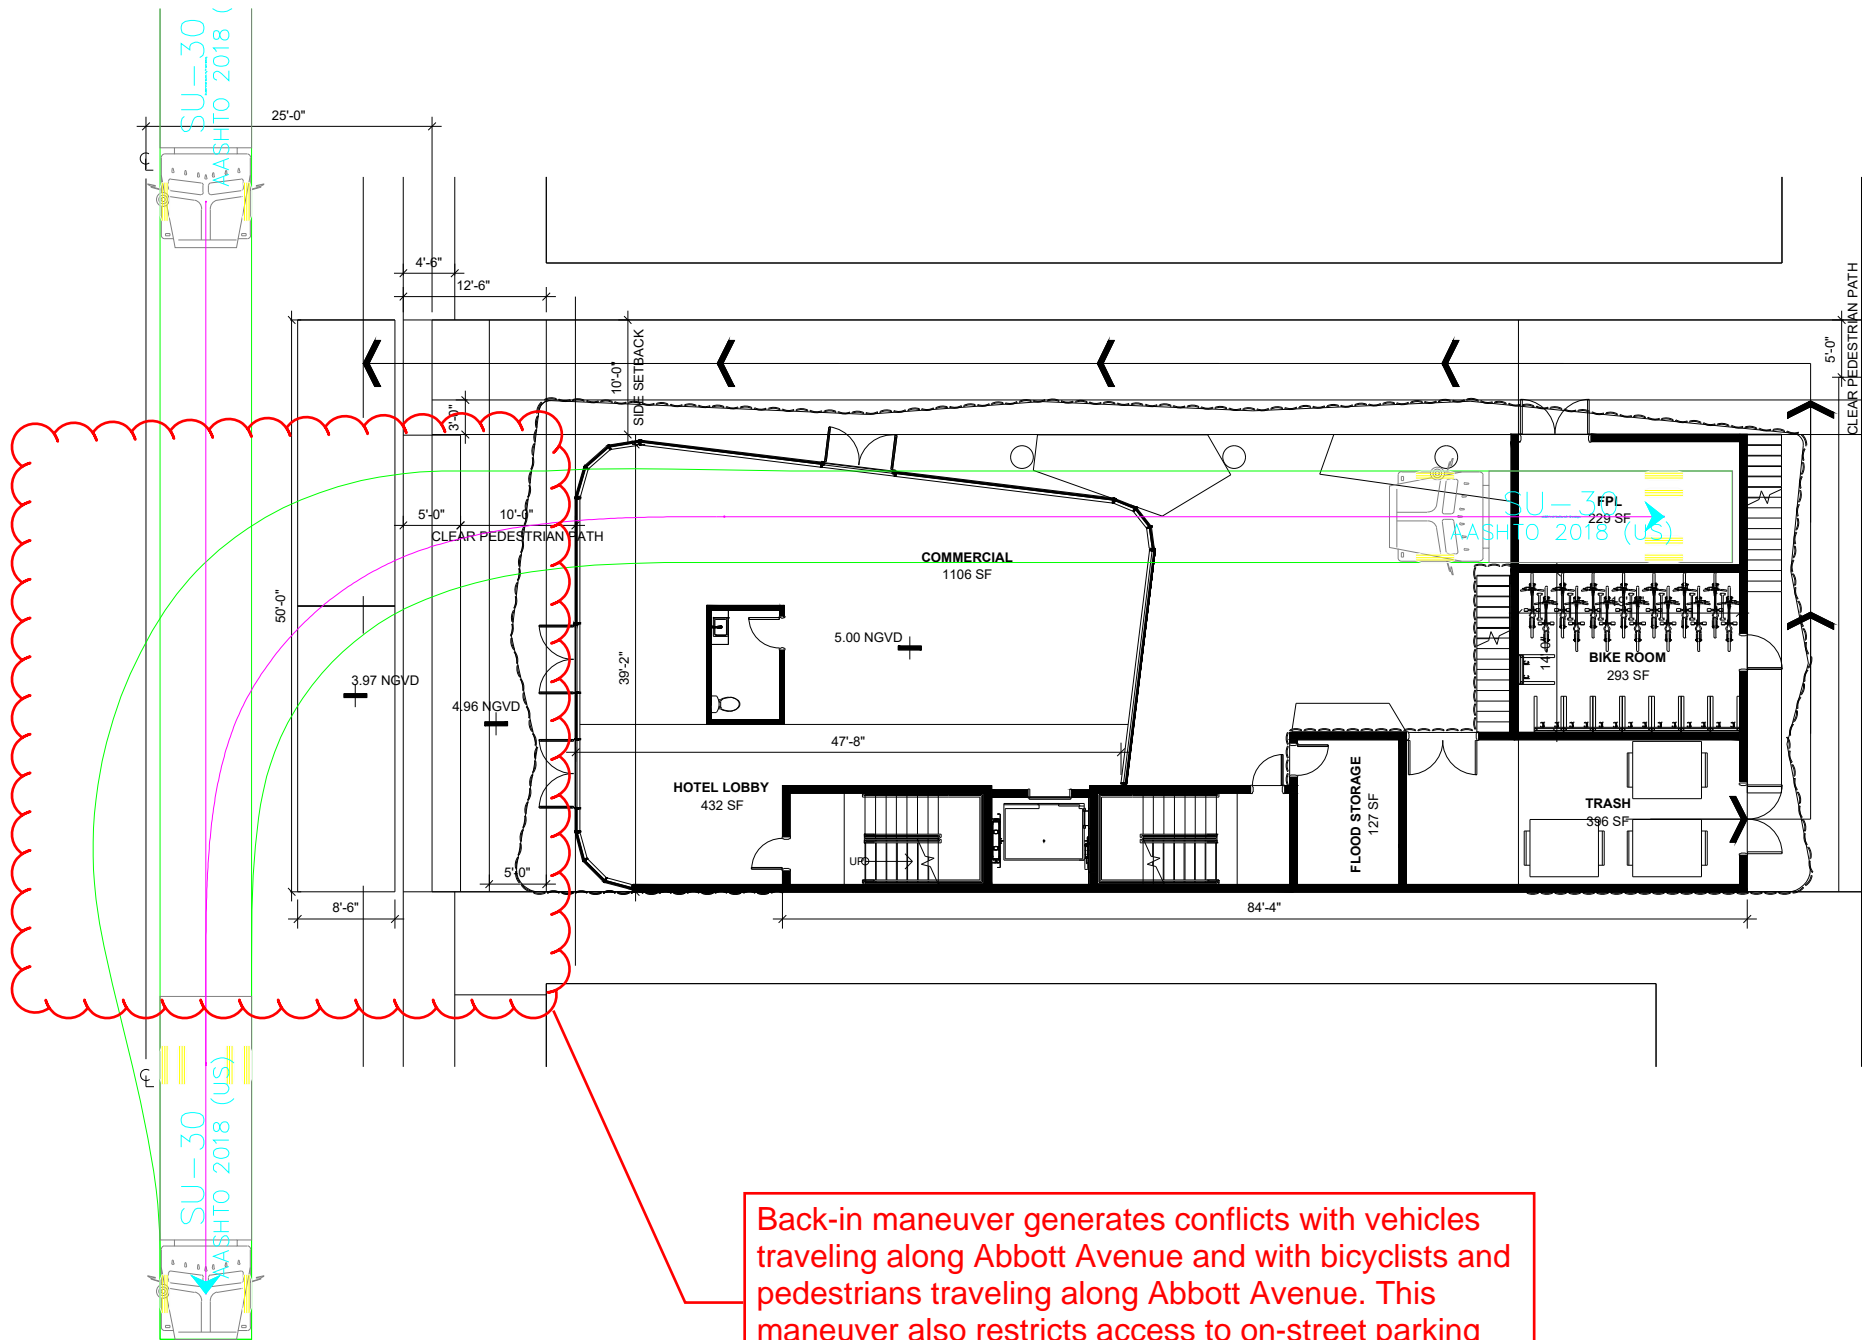 SU-30
AASHTO 2018 (
25'-0"
℄
4'-6"
12'-6"
CLEAR PEDESTRIAN PATH
5'-0"
10'-0"
SIDE SETBACK
3'-0"
5'-0"
10'-0"
CLEAR PEDESTRIAN PATH
SU-30
AASHTO 2018 (US)
FPL
229 SF
COMMERCIAL
1106 SF
50'-0"
39'-2"
5.00 NGVD
14'-0"
BIKE ROOM
293 SF
3.97 NGVD
4.96 NGVD
47'-8"
HOTEL LOBBY
432 SF
FLOOD STORAGE
127 SF
TRASH
396 SF
UP
5'-0"
8'-6"
84'-4"
℄
SU-30
AASHTO 2018 (US)
Back-in maneuver generates conflicts with vehicles
traveling along Abbott Avenue and with bicyclists and
pedestrians traveling along Abbott Avenue. This
maneuver also restricts access to on-street parking